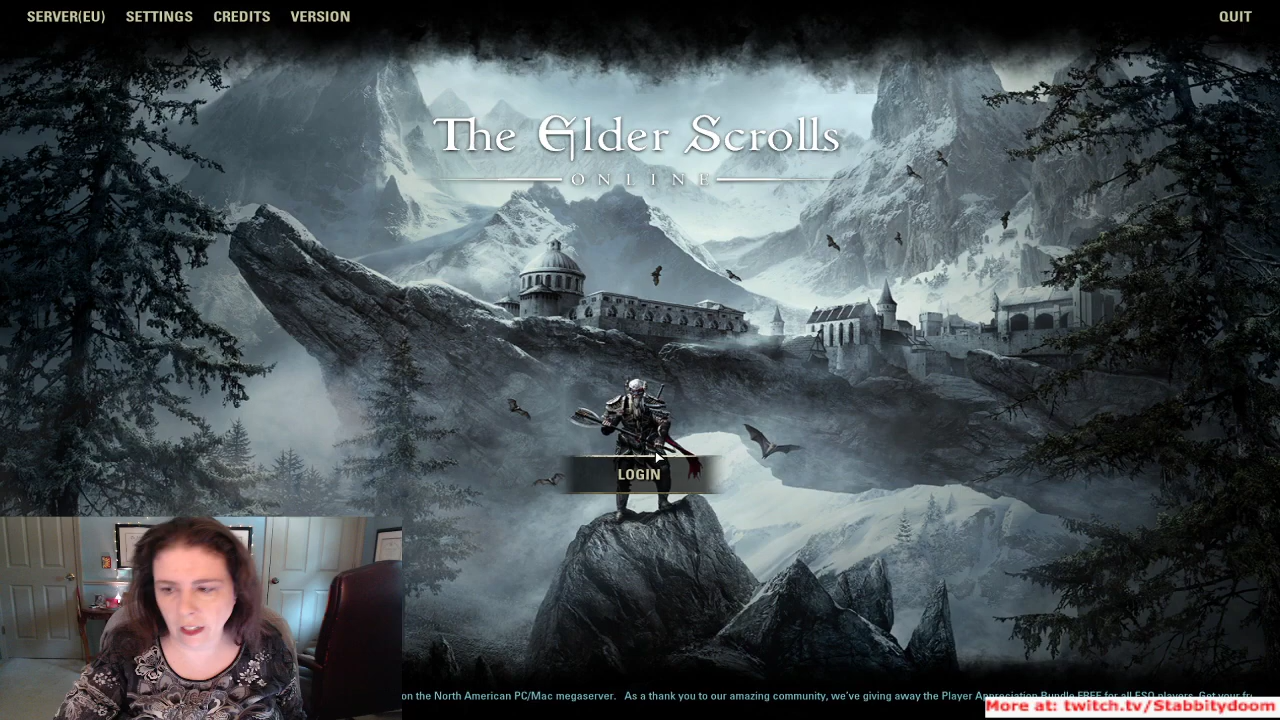 SERVER(EU) SETTINGS CREDITS VERSION QUIT
The Elder Scrolls
ONLINE
LOGIN
on the North American PC/Mac megaserver. As a thank you to our amazing community, we've giving away the Player Appreciation Bundle FREE for all ESO players. Get your
More at: twitch.tv/Stabbitydoom